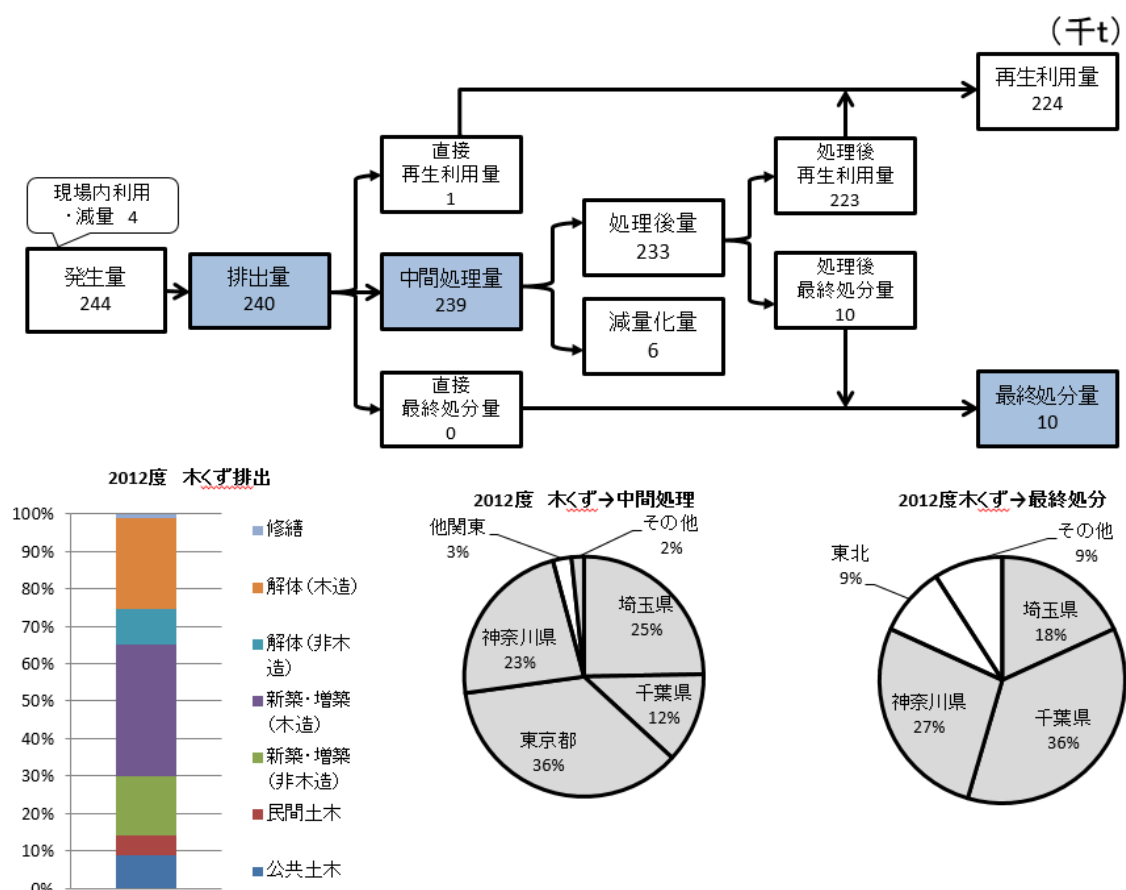 （千t）
再生利用量
224
直接
再生利用量
1
処理後
再生利用量
223
現場内利用
・減量 4
処理後量
233
発生量
244
排出量
240
中間処理量
239
処理後
最終処分量
10
減量化量
6
直接
最終処分量
0
最終処分量
10
2012度 木くず排出
100%
90%
80%
70%
60%
50%
40%
30%
20%
10%
0%
修繕
解体（木造）
解体（非木
造）
新築・増築
（木造）
新築・増築
（非木造）
民間土木
公共土木
2012度 木くず→中間処理
他関東
3%
その他
2%
埼玉県
25%
神奈川県
23%
千葉県
12%
東京都
36%
2012度木くず→最終処分
その他
9%
東北
9%
埼玉県
18%
神奈川県
27%
千葉県
36%